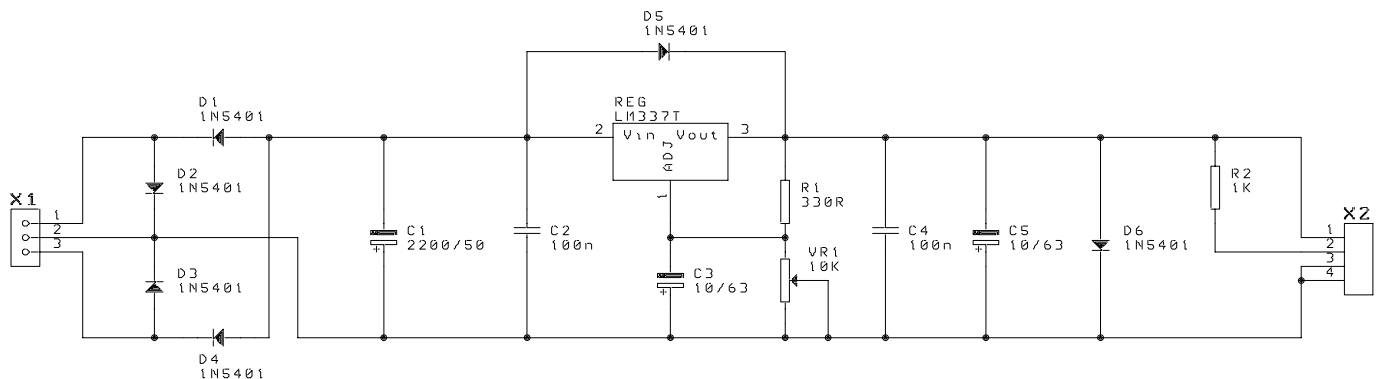 D5
1N5401
D1
1N5401
REG
LM337T
2
Vin Vout
3
ADJ
1
D2
1N5401
X1
1
2
3
D3
1N5401
D4
1N5401
C1
2200/50
+
C2
100n
C3
10/63
+
R1
330R
VR1
10K
C4
100n
C5
10/63
+
D6
1N5401
R2
1K
X2
1
2
3
4